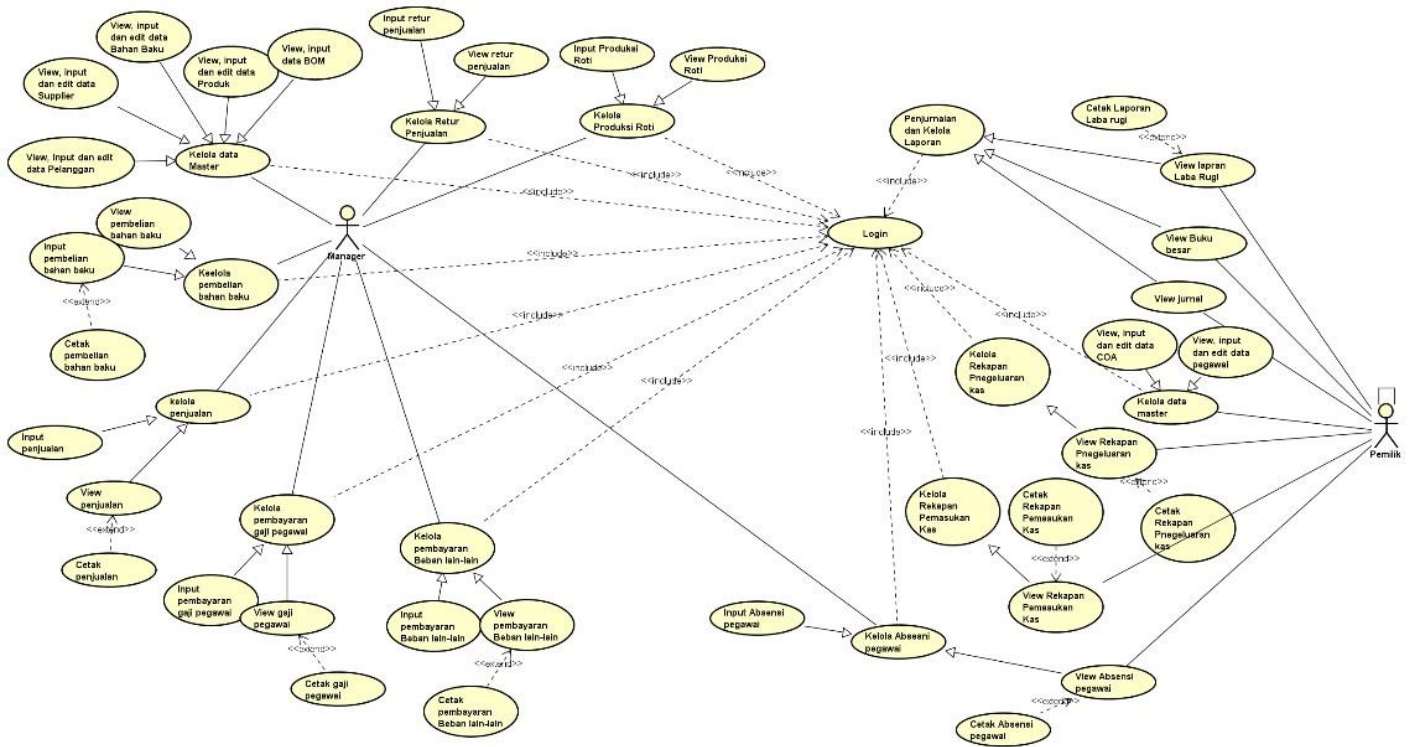 View, input
dan edit data
Bahan Baku
View, input
dan edit data
Produk
View, input
data BOM
View, input
dan edit data
Supplier
View, Input dan edit
data Pelanggan
Kelola data
Master
Input retur
penjualan
View retur
penjualan
Kelola Retur
Penjualan
Input Produksi
Roti
View Produksi
Roti
Kelola
Produksi Roti
Penjurnalan
dan Kelola
Laporan
Cetak Laporan
Laba rugi
<<extend>>
View lapran
Laba Rugi
<<include>>
<<include>>
<<include>>
<<include>>
Login
View Buku
besar
View jurnal
Manager
View
pembelian
bahan baku
Input
pembelian
bahan baku
Keelola
pembelian
bahan baku
<<include>>
<<extend>>
Cetak
pembelian
bahan baku
<<include>>
<<include>>
<<include>>
<<include>>
<<include>>
<<include>>
<<include>>
Kelola
Rekapan
Pnegeluaran
kas
View, Input
dan edit data
COA
View, input
dan edit data
pegawai
Kelola data
master
Pemilik
kelola
penjualan
Input
penjualan
View
penjualan
<<extend>>
Cetak
penjualan
View Rekapan
Pnegeluaran
kas
<<extend>>
Cetak
Rekapan
Pnegeluaran
kas
Kelola
Rekapan
Pemasukan
Kas
Cetak
Rekapan
Pemasukan
Kas
<<extend>>
View Rekapan
Pemasukan
Kas
<<include>>
Kelola
pembayaran
gaji pegawai
Input
pembayaran
gaji pegawai
View gaji
pegawai
<<extend>>
Cetak gaji
pegawai
Kelola
pembayaran
Beban lain-lain
Input
pembayaran
Beban lain-lain
View
pembayaran
Beban lain-lain
<<extend>>
Cetak
pembayaran
Beban lain-lain
Input Absensi
pegawai
Kelola Absesni
pegawai
View Absensi
pegawai
<<extend>>
Cetak Absensi
pegawai